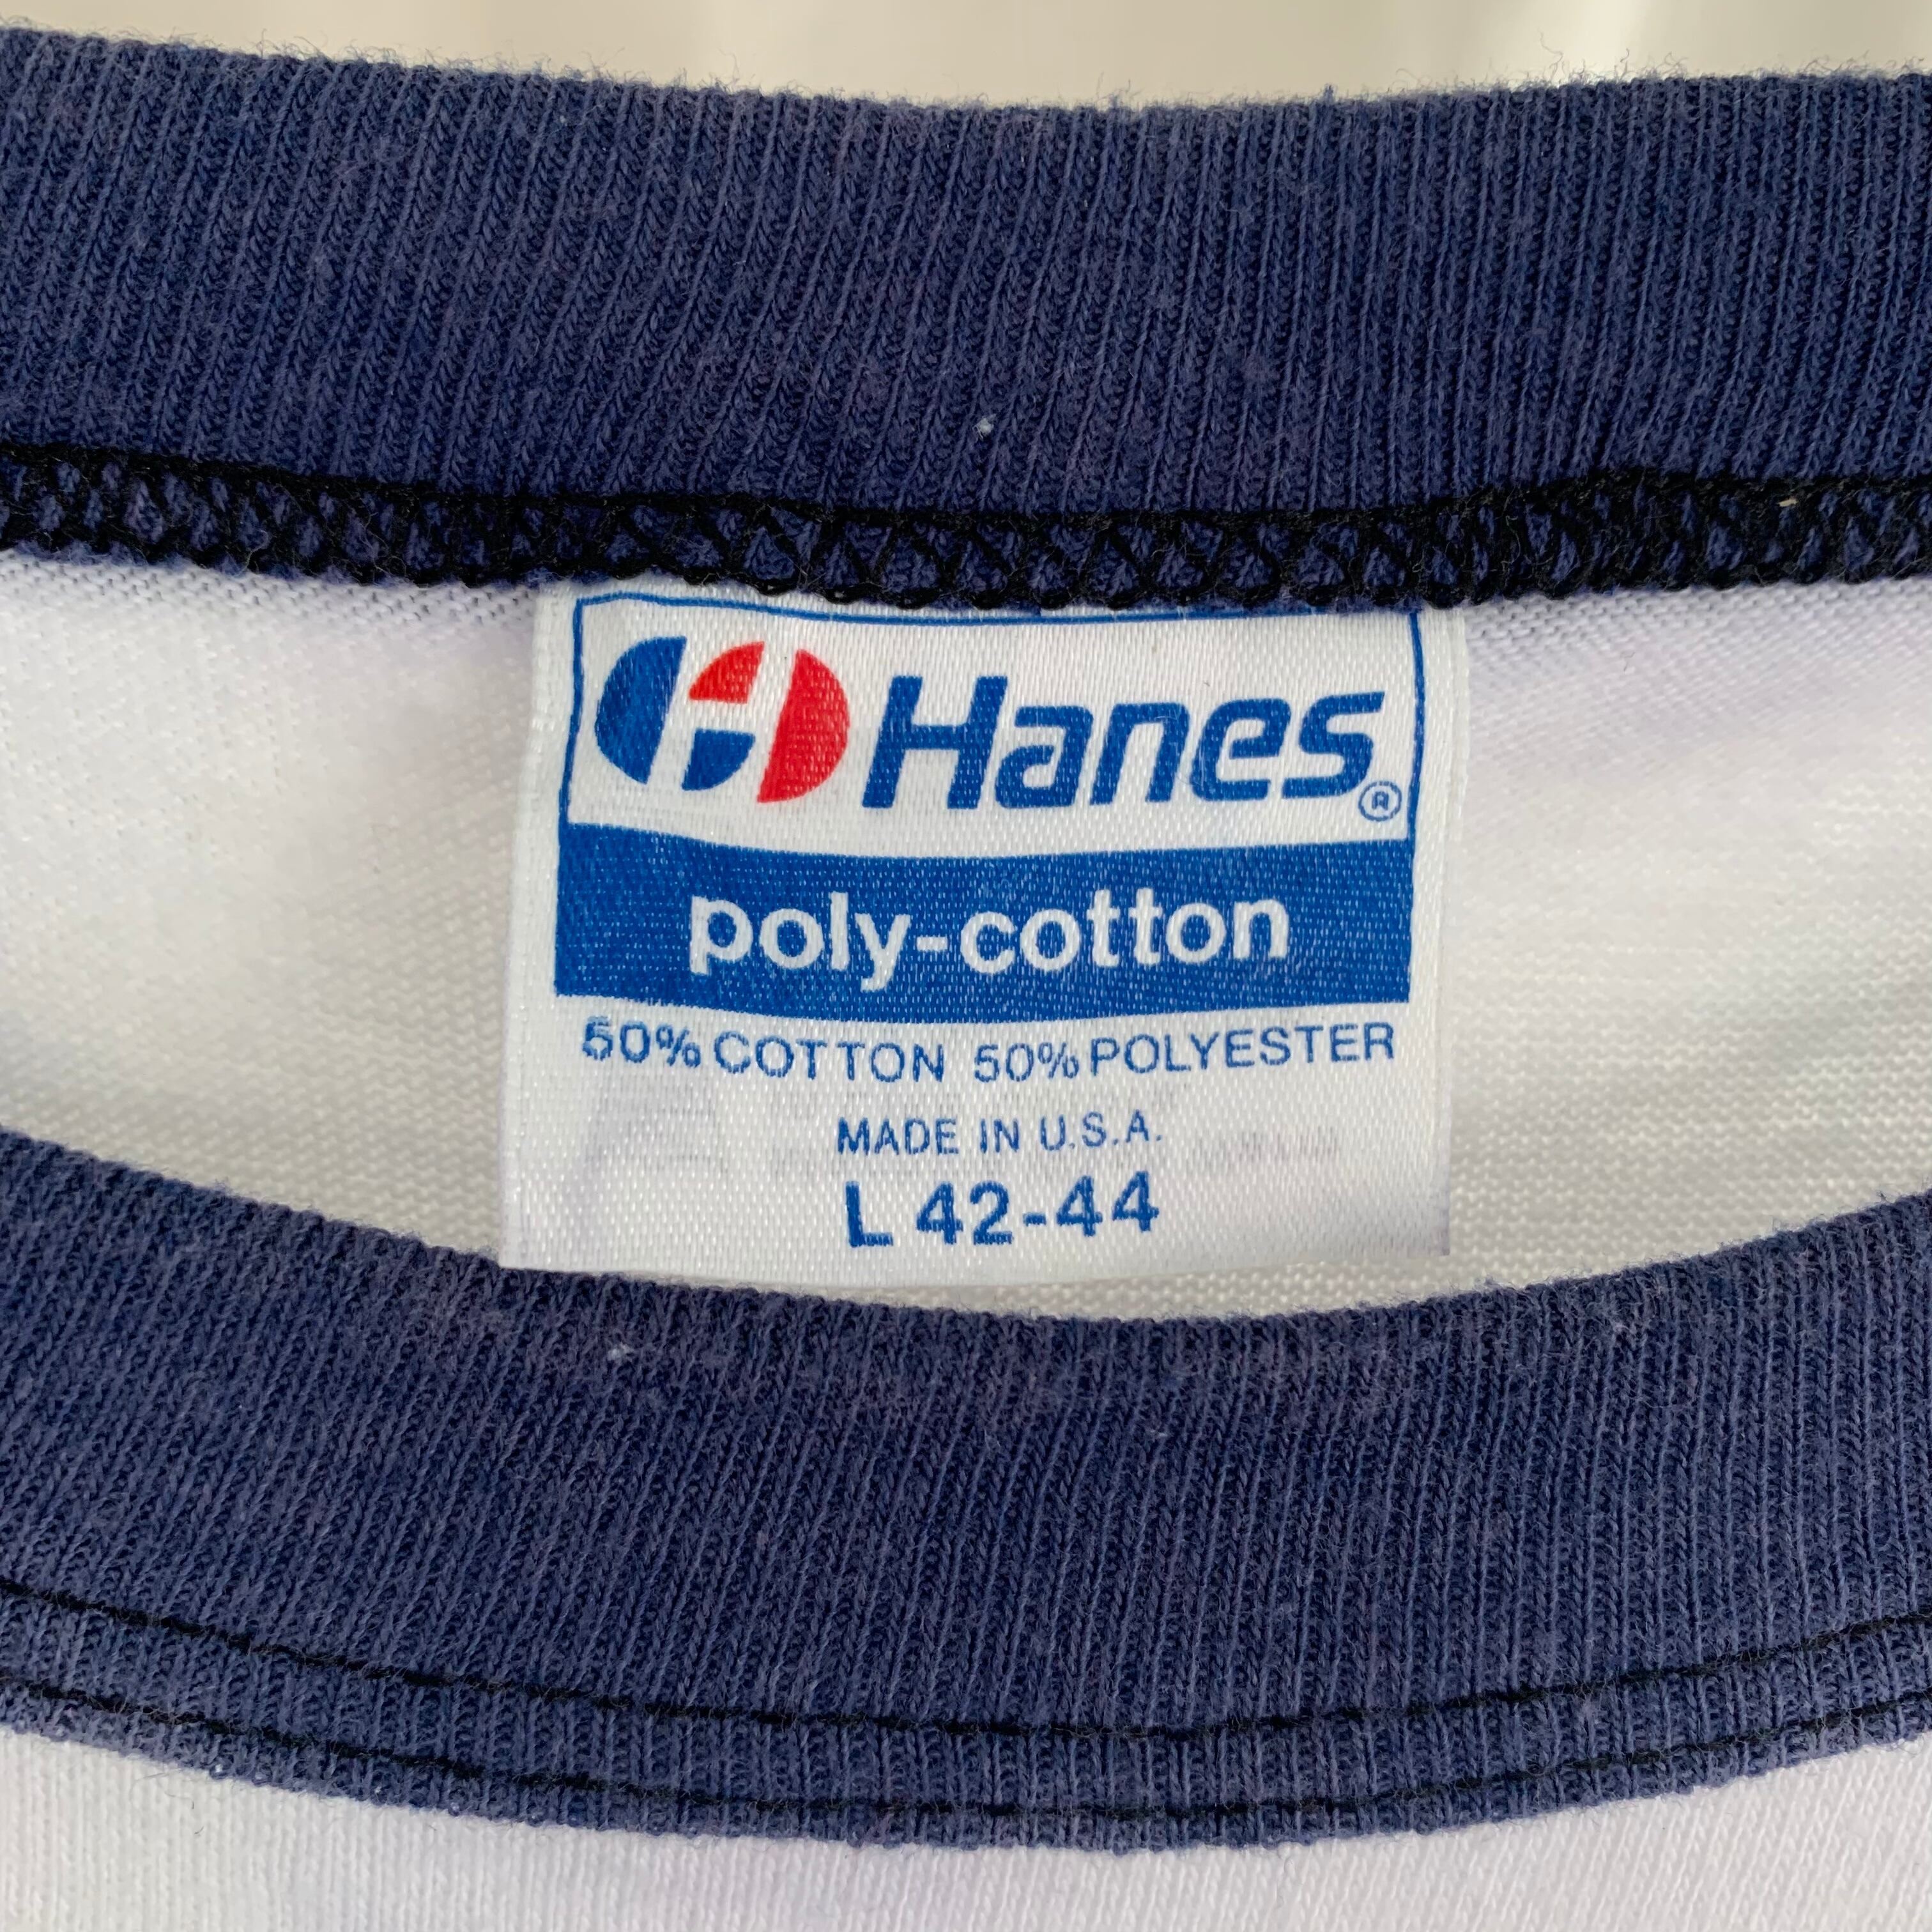 Hanes®
poly-cotton
50% COTTON 50% POLYESTER
MADE IN U.S.A.
L 42-44